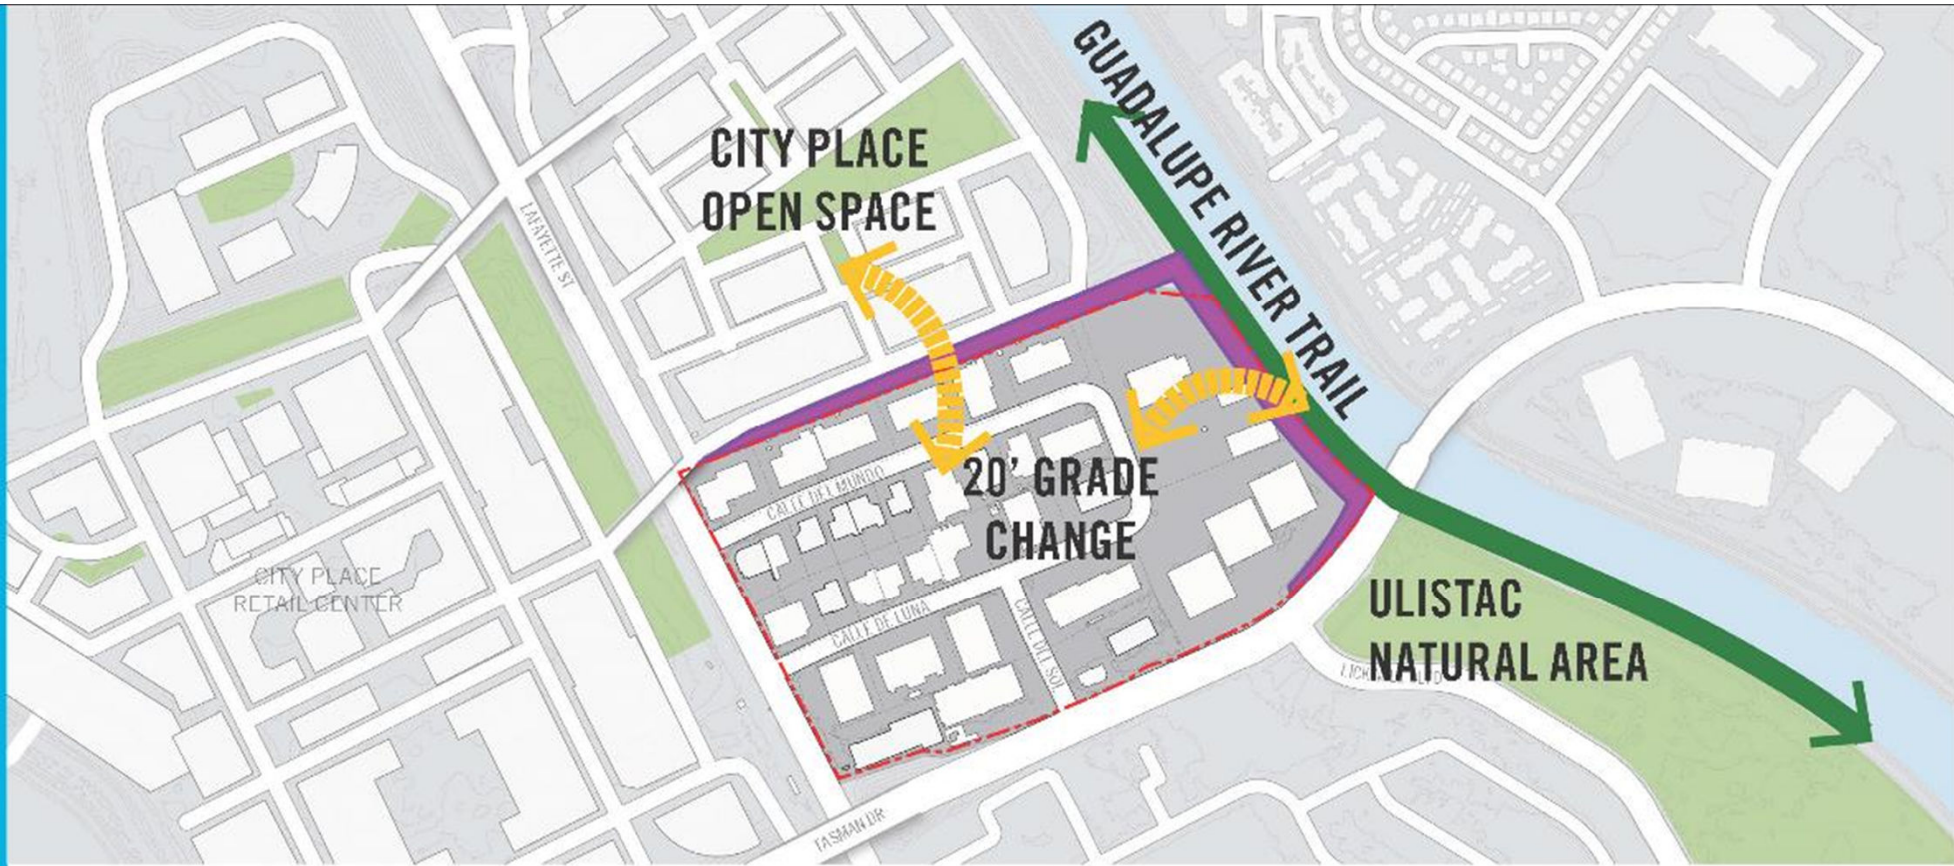 GUADALUPE RIVER TRAIL
CITY PLACE
OPEN SPACE
LAFAYETTE ST
CALLE DEL MUNDO
20' GRADE
CHANGE
CITY PLACE
RETAIL CENTER
CALLE DE LUNA
CALLE DEL SOL
ULISTAC
NATURAL AREA
TASMAN DR